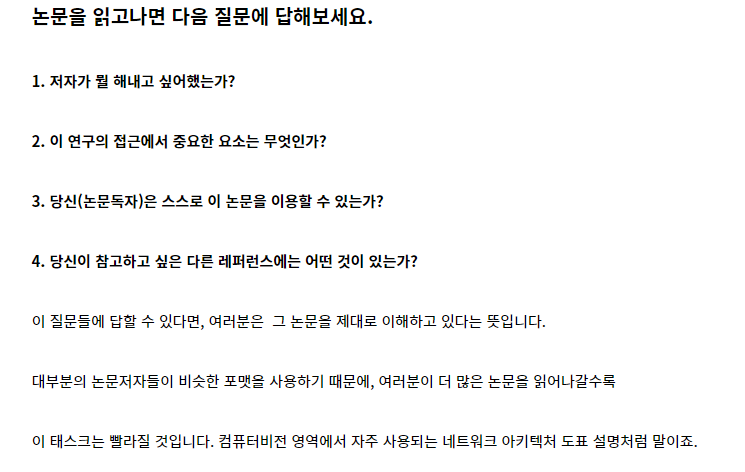 논문을 읽고나면 다음 질문에 답해보세요.
1. 저자가 뭘 해내고 싶어했는가?
2. 이 연구의 접근에서 중요한 요소는 무엇인가?
3. 당신(논문독자)은 스스로 이 논문을 이용할 수 있는가?
4. 당신이 참고하고 싶은 다른 레퍼런스에는 어떤 것이 있는가?
이 질문들에 답할 수 있다면, 여러분은 그 논문을 제대로 이해하고 있다는 뜻입니다.
대부분의 논문저자들이 비슷한 포맷을 사용하기 때문에, 여러분이 더 많은 논문을 읽어나갈수록
이 태스크는 빨라질 것입니다. 컴퓨터비전 영역에서 자주 사용되는 네트워크 아키텍처 도표 설명처럼 말이죠.